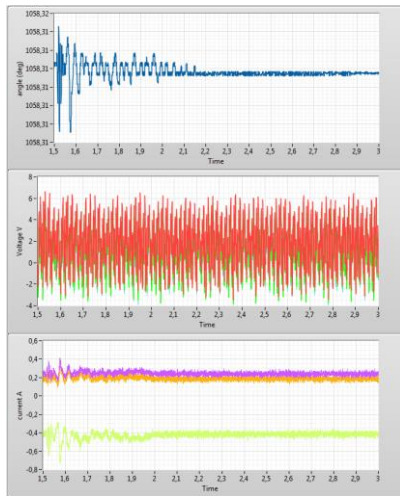 1058,32
1058,31
1058,31
1058,31
1058,31
1058,31
1058,31
angle (deg)
1,5 1,6 1,7 1,8 1,9 2 2,1 2,2 2,3 2,4 2,5 2,6 2,7 2,8 2,9 3
Time
8
6
4
2
0
-2
-4
Voltage V
1,5 1,6 1,7 1,8 1,9 2 2,1 2,2 2,3 2,4 2,5 2,6 2,7 2,8 2,9 3
Time
0,6
0,4
0,2
0
-0,2
-0,4
-0,6
-0,8
current A
1,5 1,6 1,7 1,8 1,9 2 2,1 2,2 2,3 2,4 2,5 2,6 2,7 2,8 2,9 3
Time